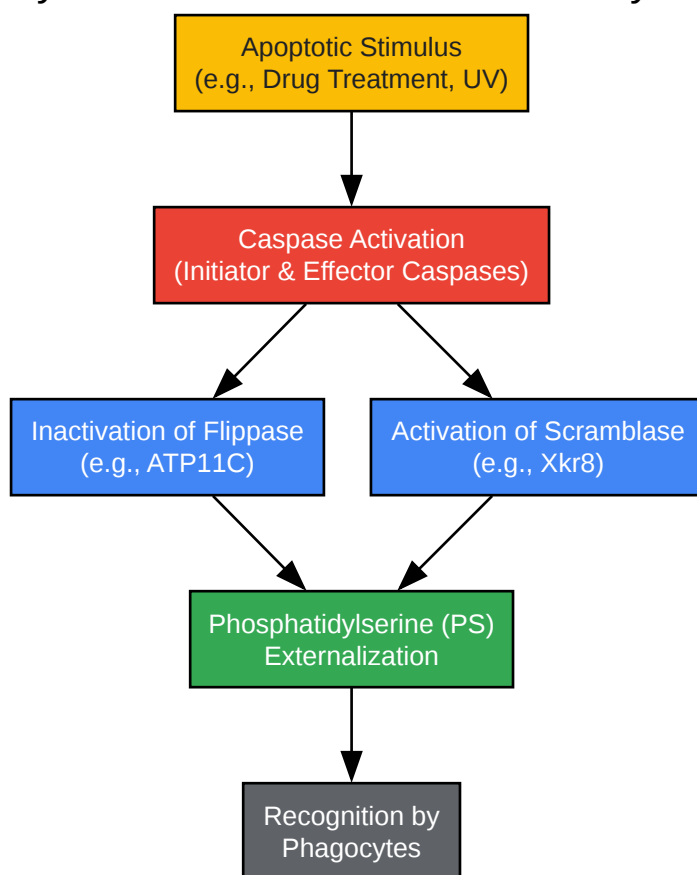 Apoptotic Stimulus
(e.g., Drug Treatment, UV)
Caspase Activation
(Initiator & Effector Caspases)
Inactivation of Flippase
(e.g., ATP11C)
Activation of Scramblase
(e.g., Xkr8)
Phosphatidylserine (PS)
Externalization
Recognition by
Phagocytes